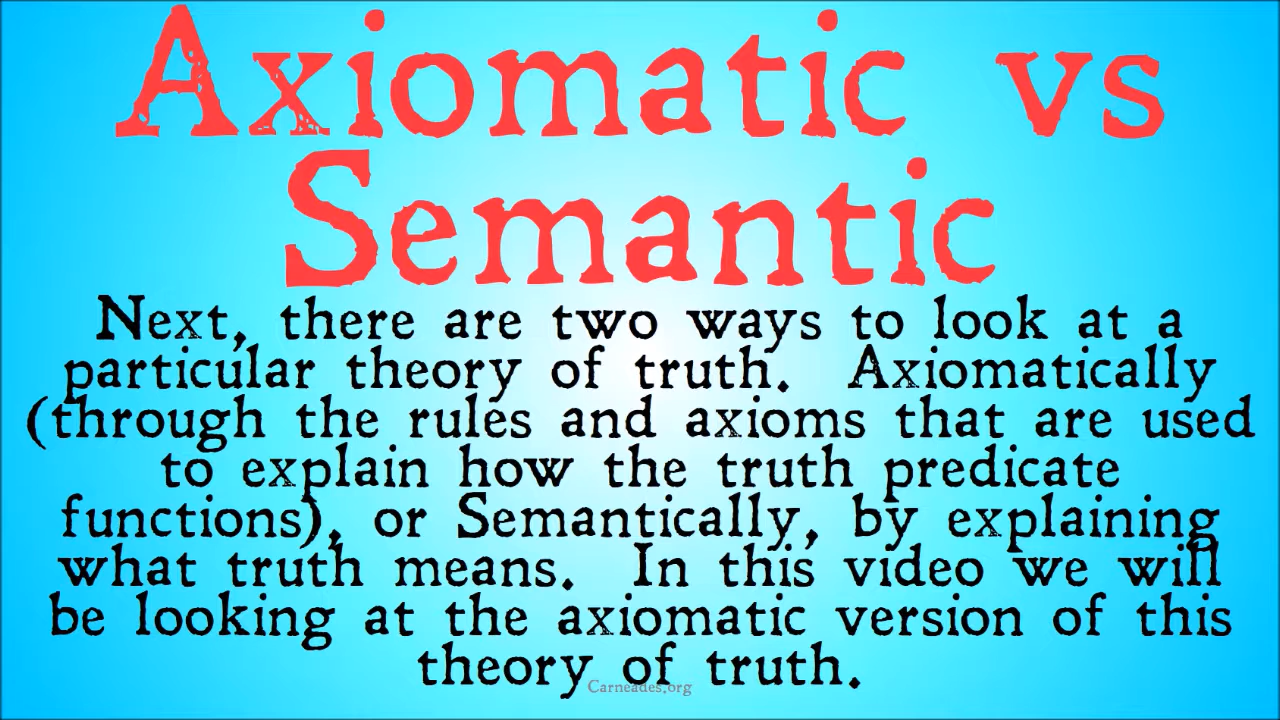 Axiomatic vs
Semantic
Next, there are two ways to look at a
particular theory of truth. Axiomatically
(through the rules and axioms that are used
to explain how the truth predicate
functions), or Semantically, by explaining
what truth means. In this video we will
be looking at the axiomatic version of this
theory of truth.
Carneades.org